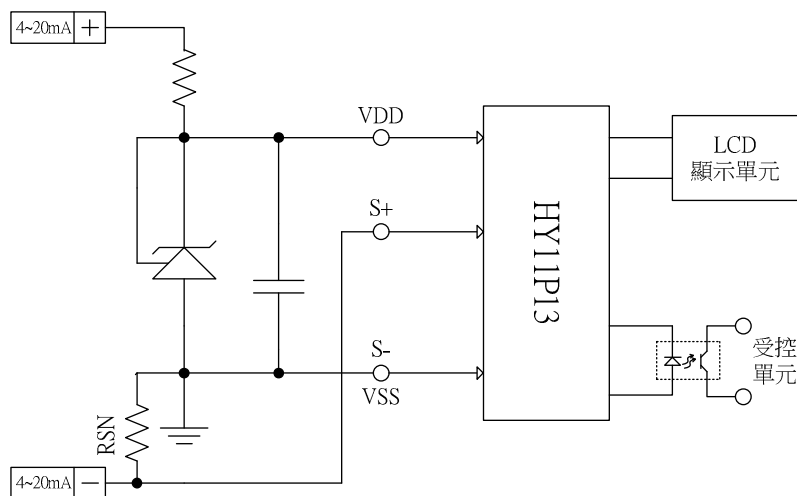 4~20mA +
VDD
S+
S-
VSS
RSN
4~20mA −
HY11P13
LCD
顯示單元
受控
單元